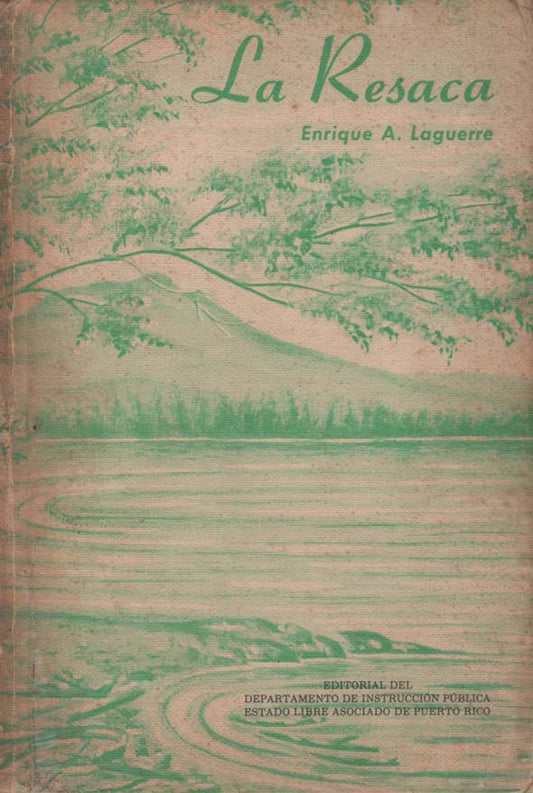 La Resaca
Enrique A. Laguerre
EDITORIAL DEL
DEPARTAMENTO DE INSTRUCCIÓN PÚBLICA
ESTADO LIBRE ASOCIADO DE PUERTO RICO